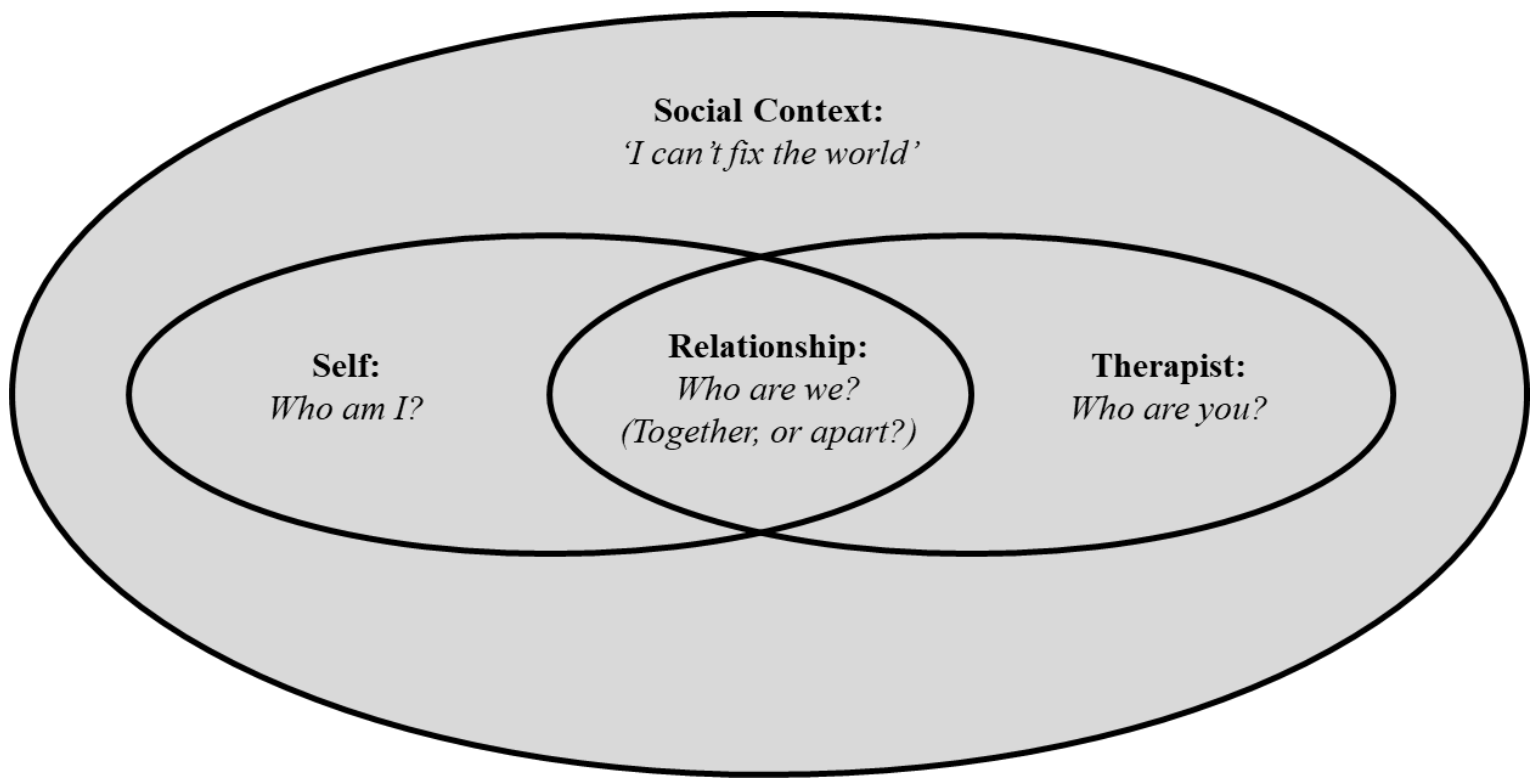 Social Context:
‘I can’t fix the world’
Self:
Who am I?
Relationship:
Who are we?
(Together, or apart?)
Therapist:
Who are you?